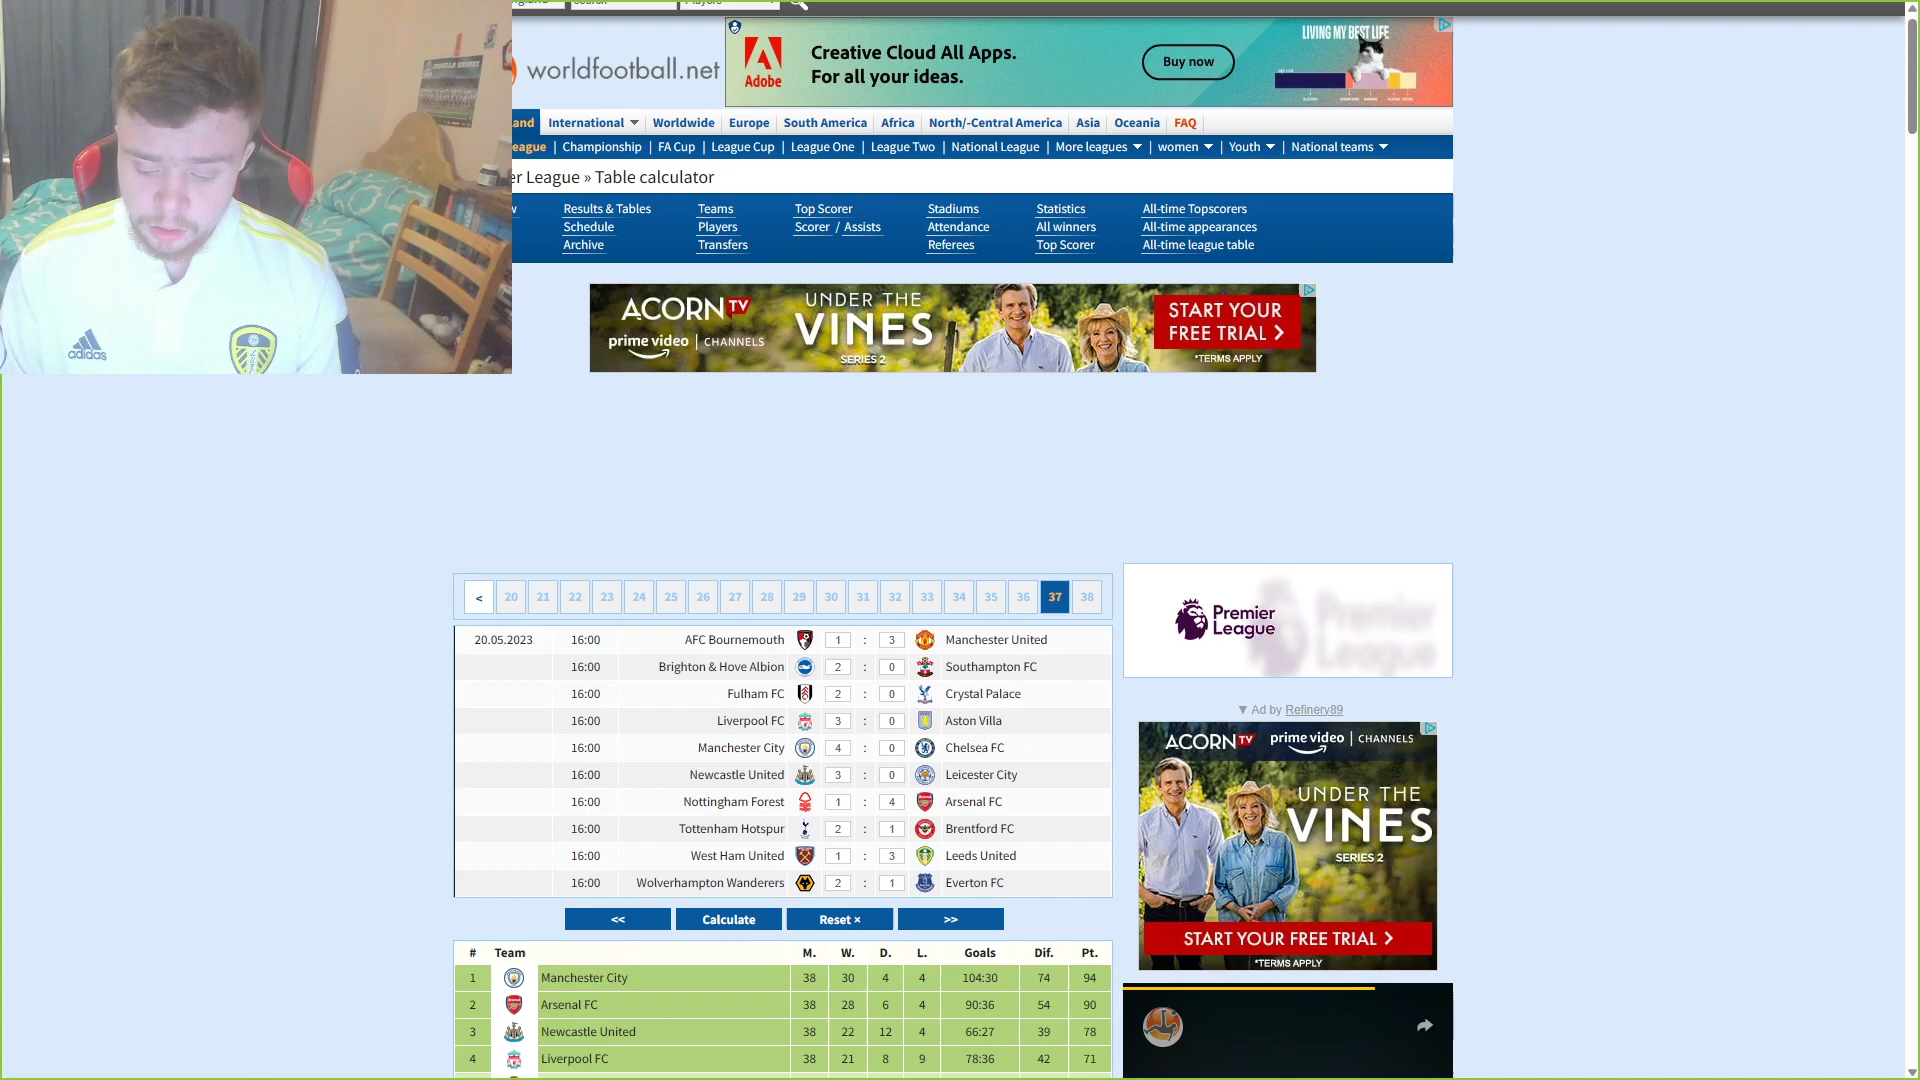 worldfootball.net
Adobe
Creative Cloud All Apps.
For all your ideas.
Buy now
LIVING MY BEST LIFE
and International Worldwide Europe South America Africa North/-Central America Asia Oceania FAQ
eague | Championship | FA Cup | League Cup | League One | League Two | National League | More leagues | women | Youth | National teams
er League » Table calculator
Results & Tables Teams Top Scorer Stadiums Statistics All-time Topscorers
Schedule Players Scorer / Assists Attendance All winners All-time appearances
Archive Transfers Referees Top Scorer All-time league table
ACORN TV
prime video | CHANNELS
UNDER THE
VINES
SERIES 2
START YOUR
FREE TRIAL >
*TERMS APPLY
adidas
< 20 21 22 23 24 25 26 27 28 29 30 31 32 33 34 35 36 37 38
20.05.2023 16:00 AFC Bournemouth 1 : 3 Manchester United
16:00 Brighton & Hove Albion 2 : 0 Southampton FC
16:00 Fulham FC 2 : 0 Crystal Palace
16:00 Liverpool FC 3 : 0 Aston Villa
16:00 Manchester City 4 : 0 Chelsea FC
16:00 Newcastle United 3 : 0 Leicester City
16:00 Nottingham Forest 1 : 4 Arsenal FC
16:00 Tottenham Hotspur 2 : 1 Brentford FC
16:00 West Ham United 1 : 3 Leeds United
16:00 Wolverhampton Wanderers 2 : 1 Everton FC
<< Calculate Reset × >>
# Team M. W. D. L. Goals Dif. Pt.
1 Manchester City 38 30 4 4 104:30 74 94
2 Arsenal FC 38 28 6 4 90:36 54 90
3 Newcastle United 38 22 12 4 66:27 39 78
4 Liverpool FC 38 21 8 9 78:36 42 71
Premier
League
Premier
League
▼ Ad by Refinery89
ACORN TV prime video | CHANNELS
UNDER THE
VINES
SERIES 2
START YOUR FREE TRIAL >
*TERMS APPLY